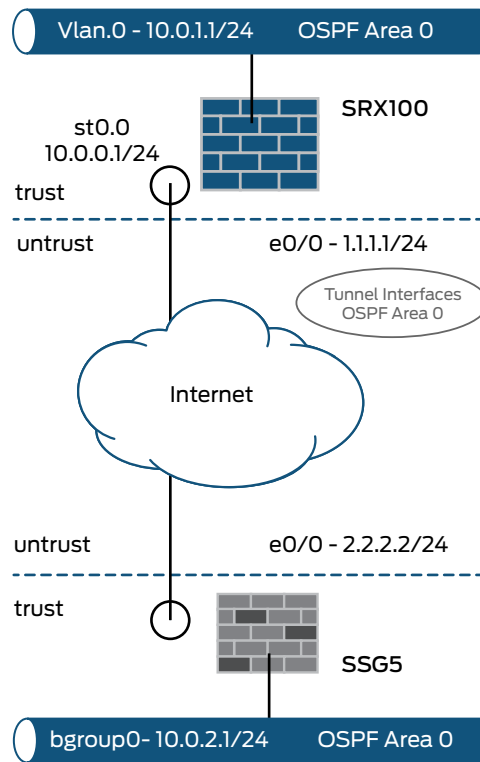 Vlan.0 - 10.0.1.1/24 OSPF Area 0
SRX100
st0.0
10.0.0.1/24
trust
untrust e0/0 - 1.1.1.1/24
Tunnel Interfaces
OSPF Area 0
Internet
untrust e0/0 - 2.2.2.2/24
trust
SSG5
bgroup0- 10.0.2.1/24 OSPF Area 0